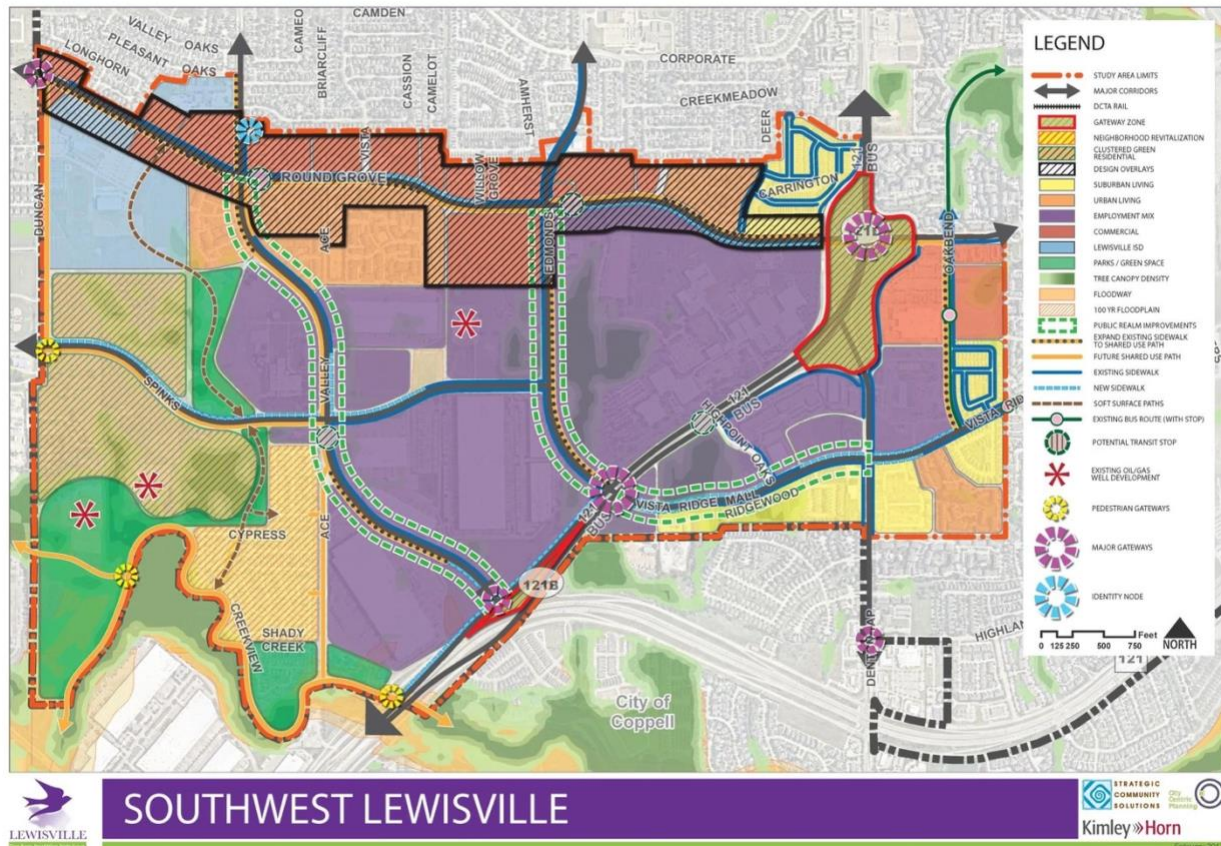 CAMDEN
CAMEO
VALLEY OAKS
PLEASANT OAKS
LONGHORN
BRIARCLIFF
CASSION
CAMELOT
AMHERST
CORPORATE
CREEKMEADOW
DEER
121
BUS
VISTA
WILLOW
GROVE
ROUND GROVE
CARRINGTON
DUNCAN
ACE
EDMONDS
OAKBEND
SPINKS
VALLEY
121
BUS
HIGHPOINT OAKS
VISTA RIDGE MALL
RIDGEWOOD
121
BUS
CYPRESS
ACE
CREEKVIEW
SHADY
CREEK
121B
City of
Coppell
121
LEGEND
STUDY AREA LIMITS
MAJOR CORRIDORS
DCTA RAIL
GATEWAY ZONE
NEIGHBORHOOD REVITALIZATION
CLUSTERED GREEN
RESIDENTIAL
DESIGN OVERLAYS
SUBURBAN LIVING
URBAN LIVING
EMPLOYMENT MIX
COMMERCIAL
LEWISVILLE ISD
PARKS / GREEN SPACE
TREE CANOPY DENSITY
FLOODWAY
100 YR FLOODPLAIN
PUBLIC REALM IMPROVEMENTS
EXPAND EXISTING SIDEWALK
TO SHARED USE PATH
FUTURE SHARED USE PATH
EXISTING SIDEWALK
NEW SIDEWALK
SOFT SURFACE PATHS
EXISTING BUS ROUTE (WITH STOP)
POTENTIAL TRANSIT STOP
EXISTING OIL/GAS
WELL DEVELOPMENT
PEDESTRIAN GATEWAYS
MAJOR GATEWAYS
IDENTITY NODE
0 125 250 500 750 Feet
NORTH
LEWISVILLE
SOUTHWEST LEWISVILLE
STRATEGIC
COMMUNITY
SOLUTIONS
City
Centric
Planning
Kimley»Horn